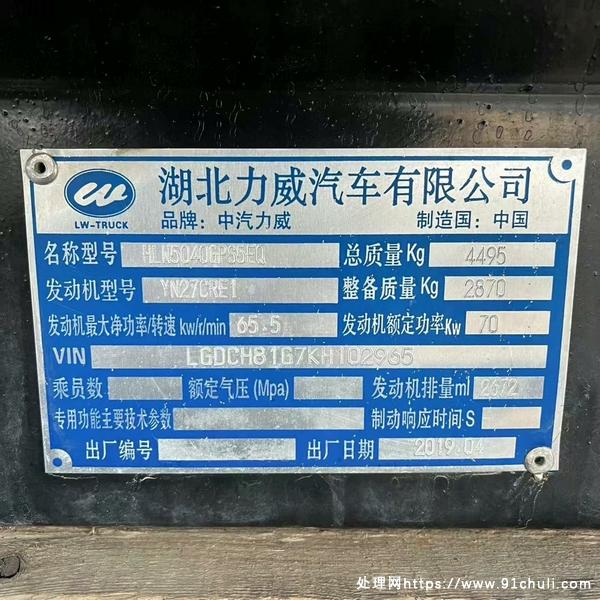 湖北力威汽车有限公司
LW-TRUCK 品牌:中汽力威 制造国:中国
名称型号 HLW5040GPS5EQ 总质量Kg 4495
发动机型号 YN27CRE1 整备质量Kg 2870
发动机最大净功率/转速 kw/r/min 65.5 发动机额定功率Kw 70
VIN LGDCH81G7KH102965
乘员数 额定气压(Mpa) 发动机排量ml 2672
专用功能主要技术参数 制动响应时间S
出厂编号 出厂日期 2019.04
处理网https://www.91chuli.com/